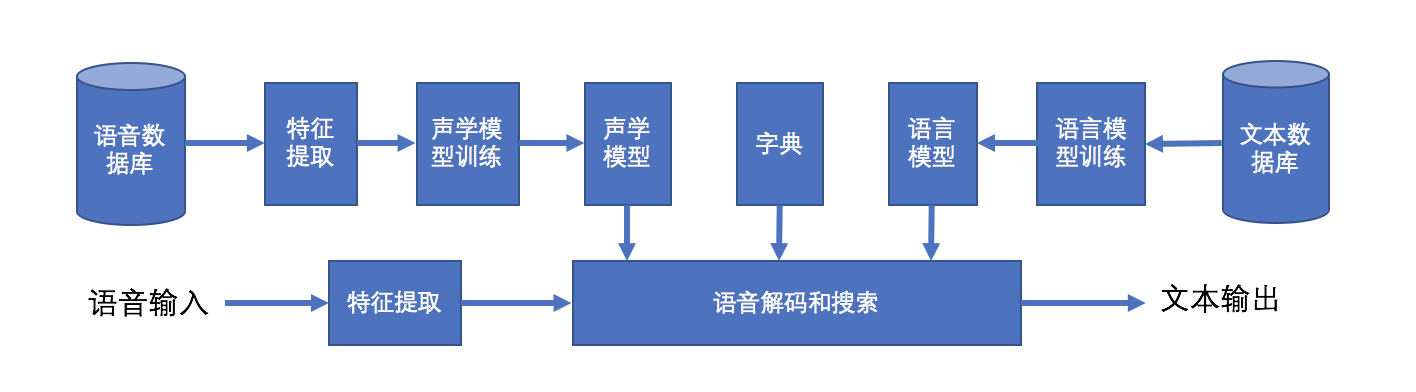 语音数
据库
特征
提取
声学模
型训练
声学
模型
字典
语言
模型
语言模
型训练
文本数
据库
语音输入
特征提取
语音解码和搜索
文本输出